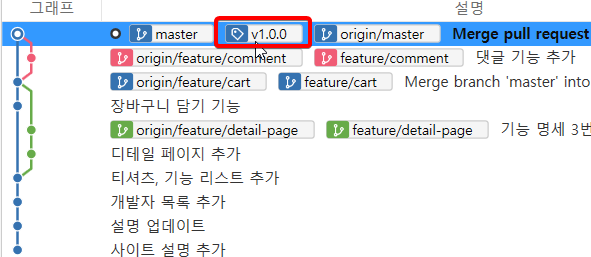 그래프 설명
master v1.0.0 origin/master Merge pull request
origin/feature/comment feature/comment 댓글 기능 추가
origin/feature/cart feature/cart Merge branch 'master' into
장바구니 담기 기능
origin/feature/detail-page feature/detail-page 기능 명세 3번
디테일 페이지 추가
티셔츠, 기능 리스트 추가
개발자 목록 추가
설명 업데이트
사이트 설명 추가